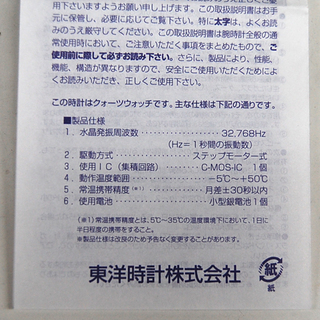 用下さいますようお願い申し上げます。この取扱説明書はお手
元に保管し、必要に応じてご覧下さい。特に太字は、よくお読
みのうえ厳守してください。この取扱説明書は腕時計全般の通
常使用時において、ご注意いただく事項をまとめたもので、ご
使用前に際して必ずお読み下さい。さらに、製品により、性能、
機能、構造が異なりますので、安全にご使用いただくためによ
くお読みいただき、正しくご使用下さい。
この時計はクォーツウォッチです。主な仕様は下記の通りです。
■製品仕様
1．水晶発振周波数 ………… 32,768Hz
（Hz＝1秒間の振動数）
2．駆動方式 ………… ステップモーター式
3．使用IC（集積回路） ………… C-MOS-IC　1個
4．動作温度範囲 ………… －5℃～＋50℃
5．常温携帯精度（※1） ………… 月差±30秒以内
6．使用電池 ………… 小型銀電池　1個
（※1）常温携帯精度とは、5℃～35℃の温度環境下において、1日に
半日程度の携帯をすること。
※製品仕様は改良のため予告なく変更することがあります。
東洋時計株式会社
紙
紙